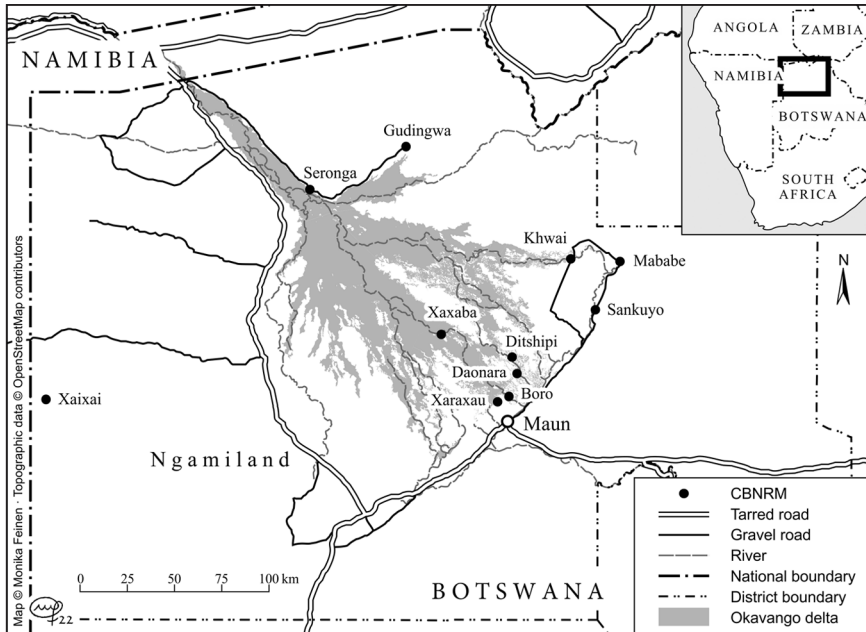 NAMIBIA
Gudingwa
Seronga
Khwai
Mababe
Sankuyo
Xaxaba
Ditshipi
Daonara
Boro
Xaraxau
Maun
Xaixai
Ngamiland
BOTSWANA
0 25 50 75 100 km
N
ANGOLA
ZAMBIA
NAMIBIA
BOTSWANA
SOUTH
AFRICA
CBNRM
Tarred road
Gravel road
River
National boundary
District boundary
Okavango delta
Map © Monika Feinen · Topographic data © OpenStreetMap contributors
22